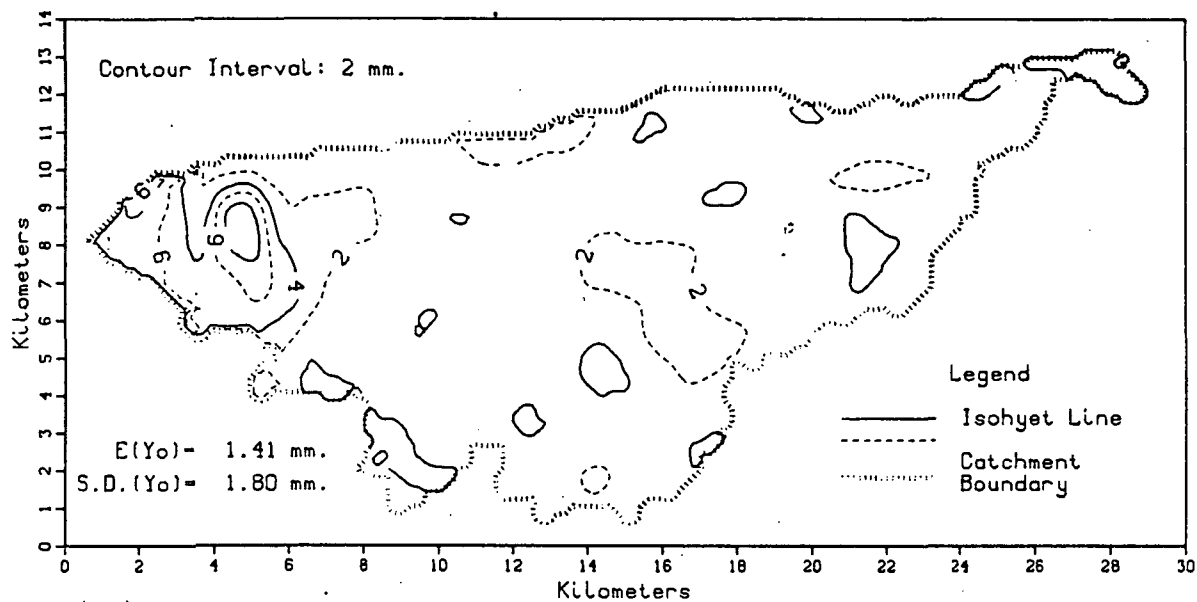 14
13
12
11
10
9
8
7
6
5
4
3
2
1
0
Kilometers
Contour Interval: 2 mm.
6
6
6
4
2
2
2
0
0
E(Yo)= 1.41 mm.
S.D.(Yo)= 1.80 mm.
Legend
Isohyet Line
Catchment
Boundary
0 2 4 6 8 10 12 14 16 18 20 22 24 26 28 30
Kilometers